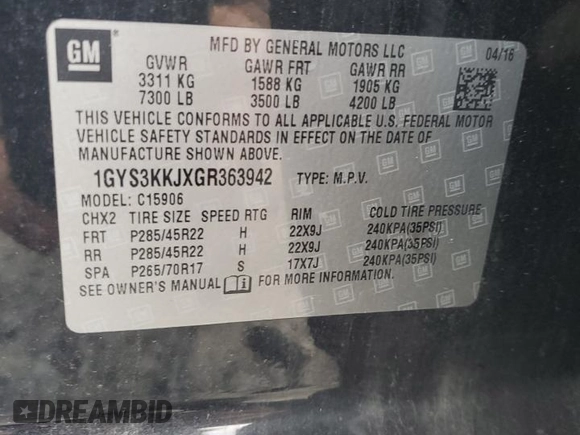 GM
MFD BY GENERAL MOTORS LLC 04/16
GVWR GAWR FRT GAWR RR
3311 KG 1588 KG 1905 KG
7300 LB 3500 LB 4200 LB
THIS VEHICLE CONFORMS TO ALL APPLICABLE U.S. FEDERAL MOTOR
VEHICLE SAFETY STANDARDS IN EFFECT ON THE DATE OF
MANUFACTURE SHOWN ABOVE.
1GYS3KKJXGR363942 TYPE: M.P.V.
MODEL: C15906
CHX2 TIRE SIZE SPEED RTG RIM COLD TIRE PRESSURE
FRT P285/45R22 H 22X9J 240KPA(35PSI)
RR P285/45R22 H 22X9J 240KPA(35PSI)
SPA P265/70R17 S 17X7J 240KPA(35PSI)
SEE OWNER'S MANUAL FOR MORE INFORMATION.
DREAMBID